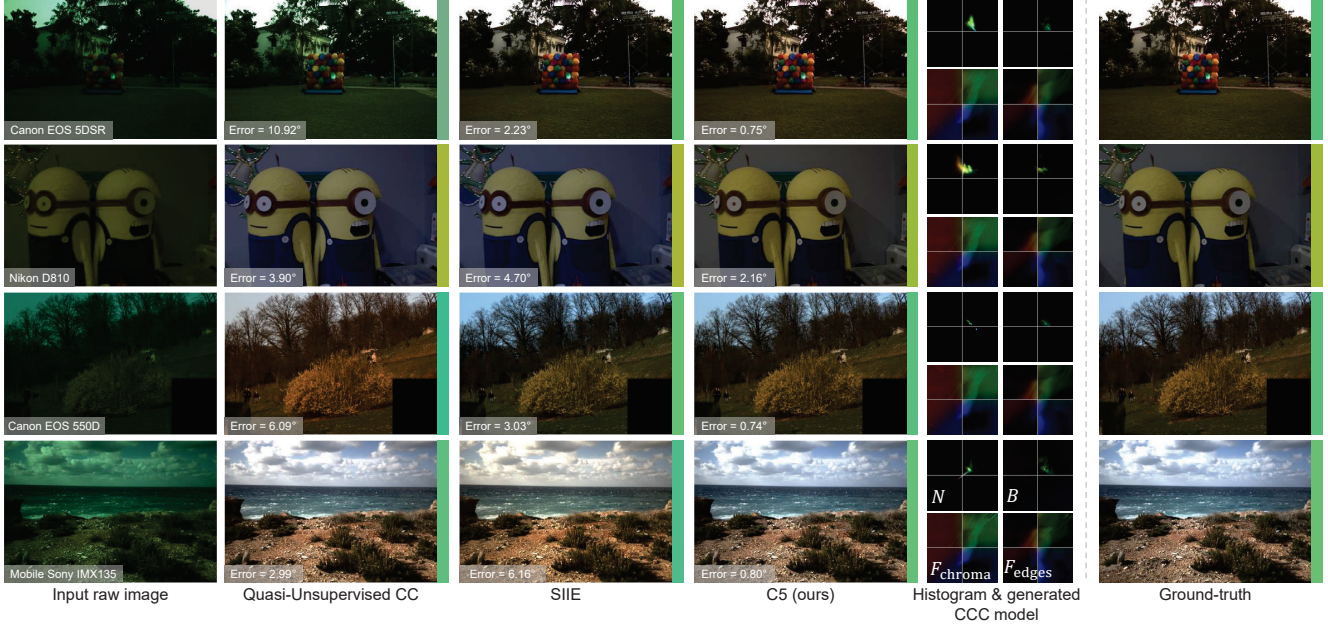 Canon EOS 5DSR
Error = 10.92°
Error = 2.23°
Error = 0.75°
Nikon D810
Error = 3.90°
Error = 4.70°
Error = 2.16°
Canon EOS 550D
Error = 6.09°
Error = 3.03°
Error = 0.74°
N
B
Mobile Sony IMX135
Error = 2.99°
Error = 6.16°
Error = 0.80°
Fchroma
Fedges
Input raw image
Quasi-Unsupervised CC
SIIE
C5 (ours)
Histogram & generated
CCC model
Ground-truth